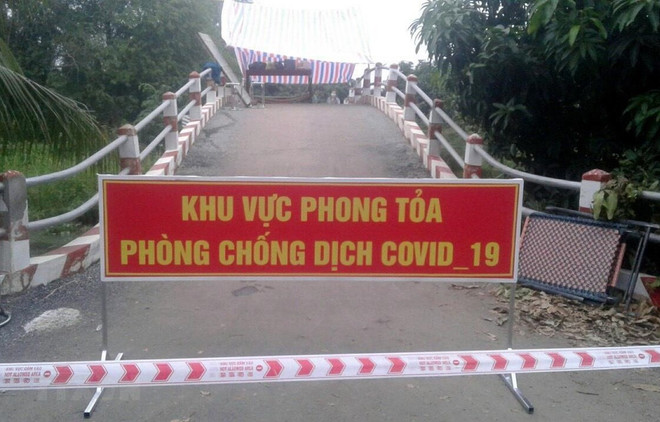 KHU VỰC PHONG TỎA
PHÒNG CHỐNG DỊCH COVID_19